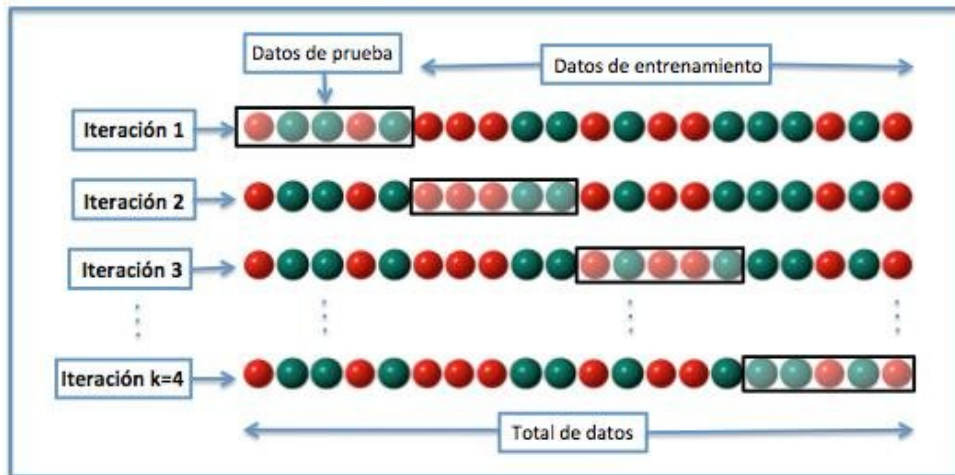 Datos de prueba
Datos de entrenamiento
Iteración 1
Iteración 2
Iteración 3
Iteración k=4
Total de datos